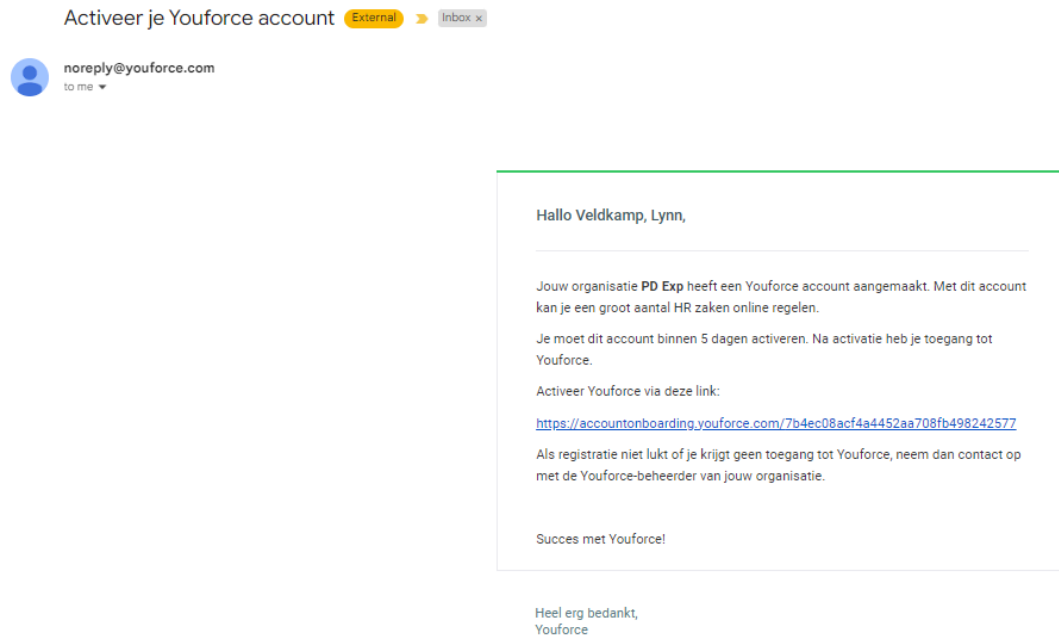 Activeer je Youforce account External Inbox x
noreply@youforce.com
to me
Hallo Veldkamp, Lynn,
Jouw organisatie PD Exp heeft een Youforce account aangemaakt. Met dit account
kan je een groot aantal HR zaken online regelen.
Je moet dit account binnen 5 dagen activeren. Na activatie heb je toegang tot
Youforce.
Activeer Youforce via deze link:
https://accountonboarding.youforce.com/7b4ec08acf4a4452aa708fb498242577
Als registratie niet lukt of je krijgt geen toegang tot Youforce, neem dan contact op
met de Youforce-beheerder van jouw organisatie.
Succes met Youforce!
Heel erg bedankt,
Youforce